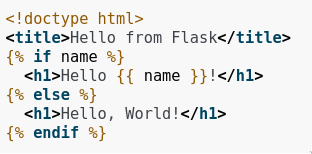 <!doctype html>
<title>Hello from Flask</title>
{% if name %}
  <h1>Hello {{ name }}!</h1>
{% else %}
  <h1>Hello, World!</h1>
{% endif %}